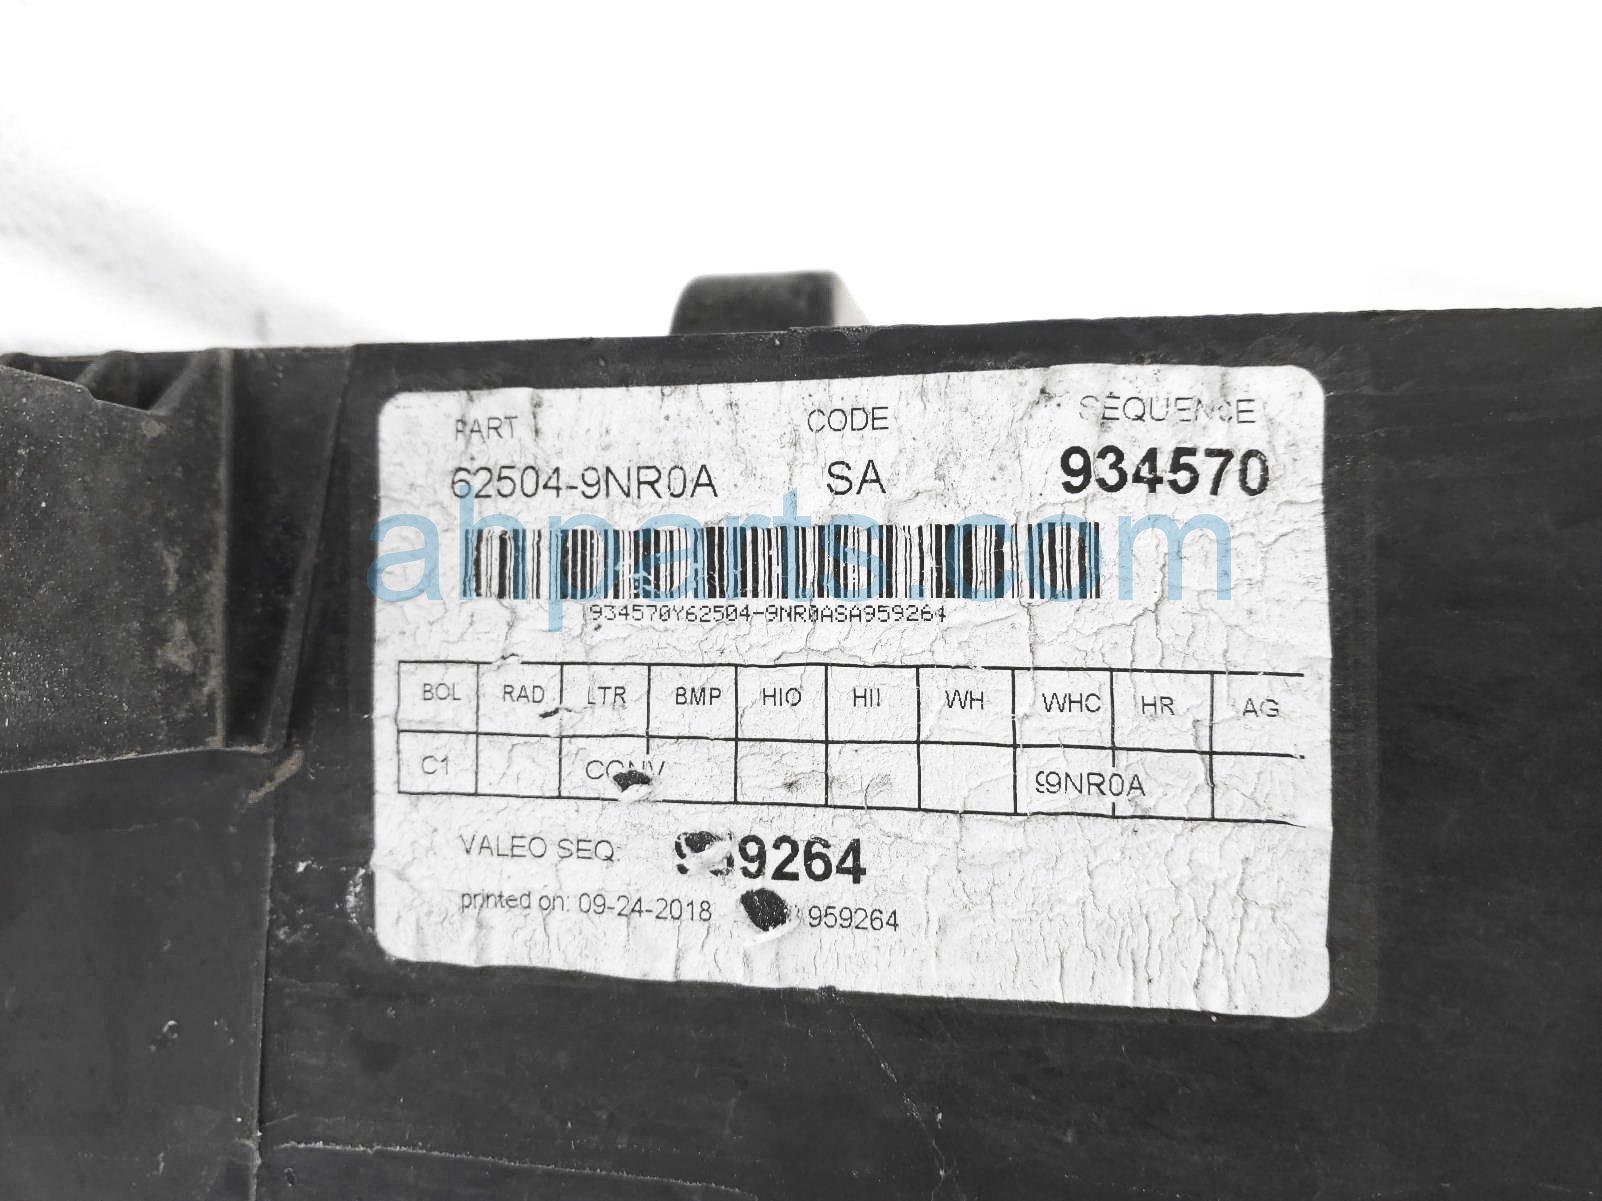 PART CODE SEQUENCE
62504-9NR0A SA 934570
ahparts.com
934570Y62504-9NR0ASA959264
BOL RAD LTR BMP HIO HII WH WHC HR AG
C1 CONV 99NR0A
VALEO SEQ: 959264
printed on: 09-24-2018 959264